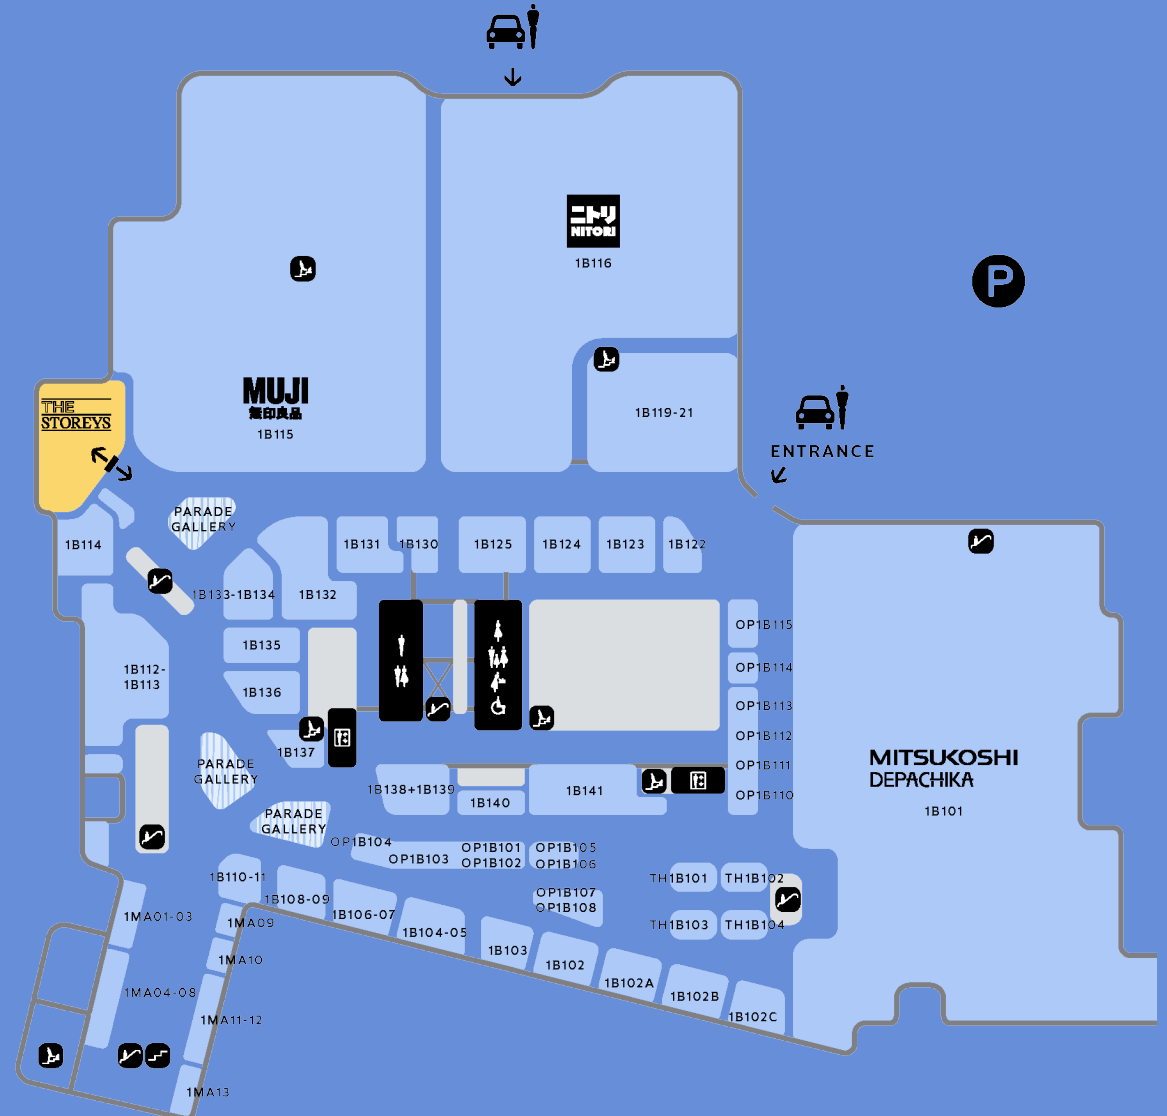 ニトリ
NITORI
1B116
P
MUJI
無印良品
1B115
1B119-21
THE
STOREYS
ENTRANCE
PARADE
GALLERY
1B114
1B131
1B130
1B125
1B124
1B123
1B122
1B133-1B134
1B132
OP1B115
1B135
OP1B114
1B112-
1B113
1B136
OP1B113
OP1B112
1B137
PARADE
GALLERY
OP1B111
MITSUKOSHI
DEPACHIKA
1B101
1B138+1B139
1B140
1B141
OP1B110
PARADE
GALLERY
OP1B104
OP1B103
OP1B101
OP1B102
OP1B105
OP1B106
1B110-11
TH1B101
TH1B102
1B108-09
OP1B107
OP1B108
1MA01-03
1MA09
1B106-07
1B104-05
TH1B103
TH1B104
1B103
1MA10
1B102
1B102A
1B102B
1B102C
1MA04-08
1MA11-12
1MA13